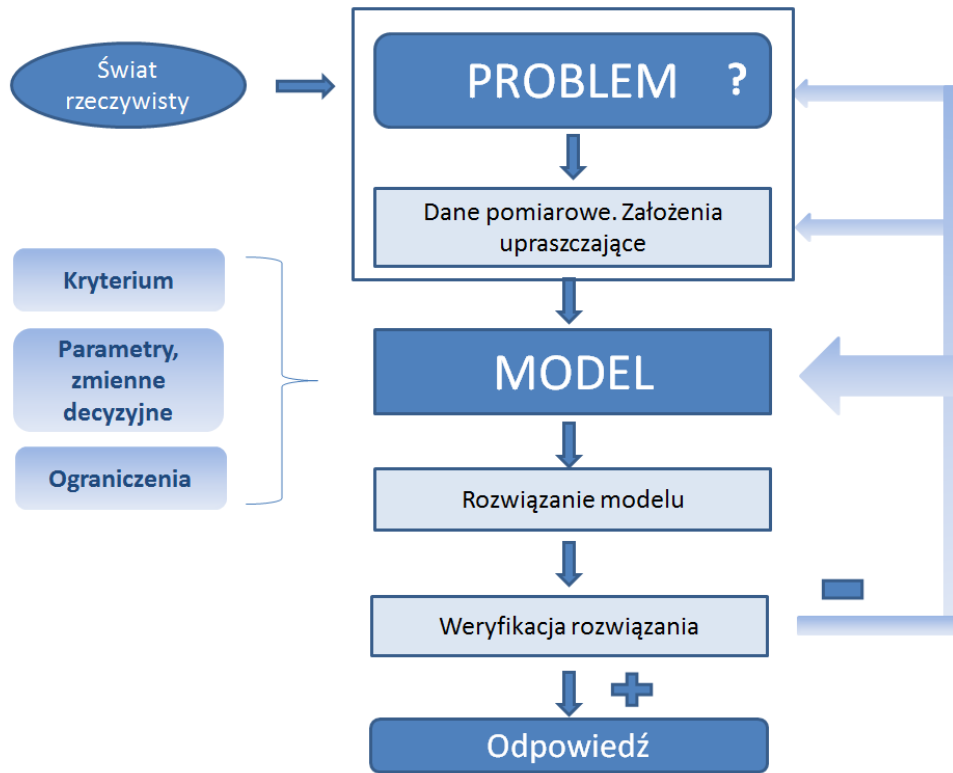 Świat
rzeczywisty
PROBLEM ?
Dane pomiarowe. Założenia
upraszczające
Kryterium
Parametry,
zmienne
decyzyjne
Ograniczenia
MODEL
Rozwiązanie modelu
Weryfikacja rozwiązania
Odpowiedź